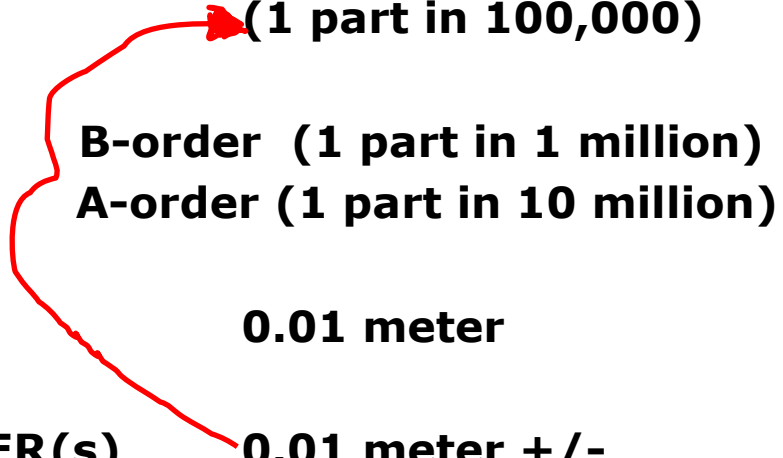 (1 part in 100,000)
B-order (1 part in 1 million)
A-order (1 part in 10 million)
0.01 meter
ER(s) 0.01 meter +/-